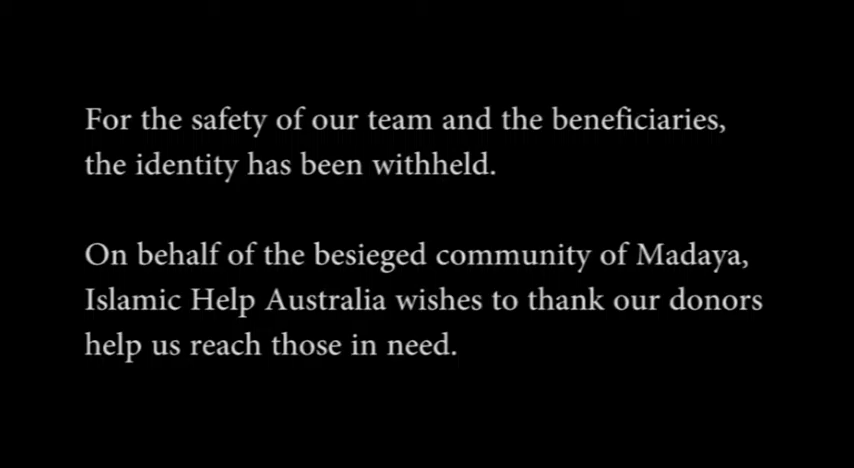 For the safety of our team and the beneficiaries,
the identity has been withheld.
On behalf of the besieged community of Madaya,
Islamic Help Australia wishes to thank our donors
help us reach those in need.